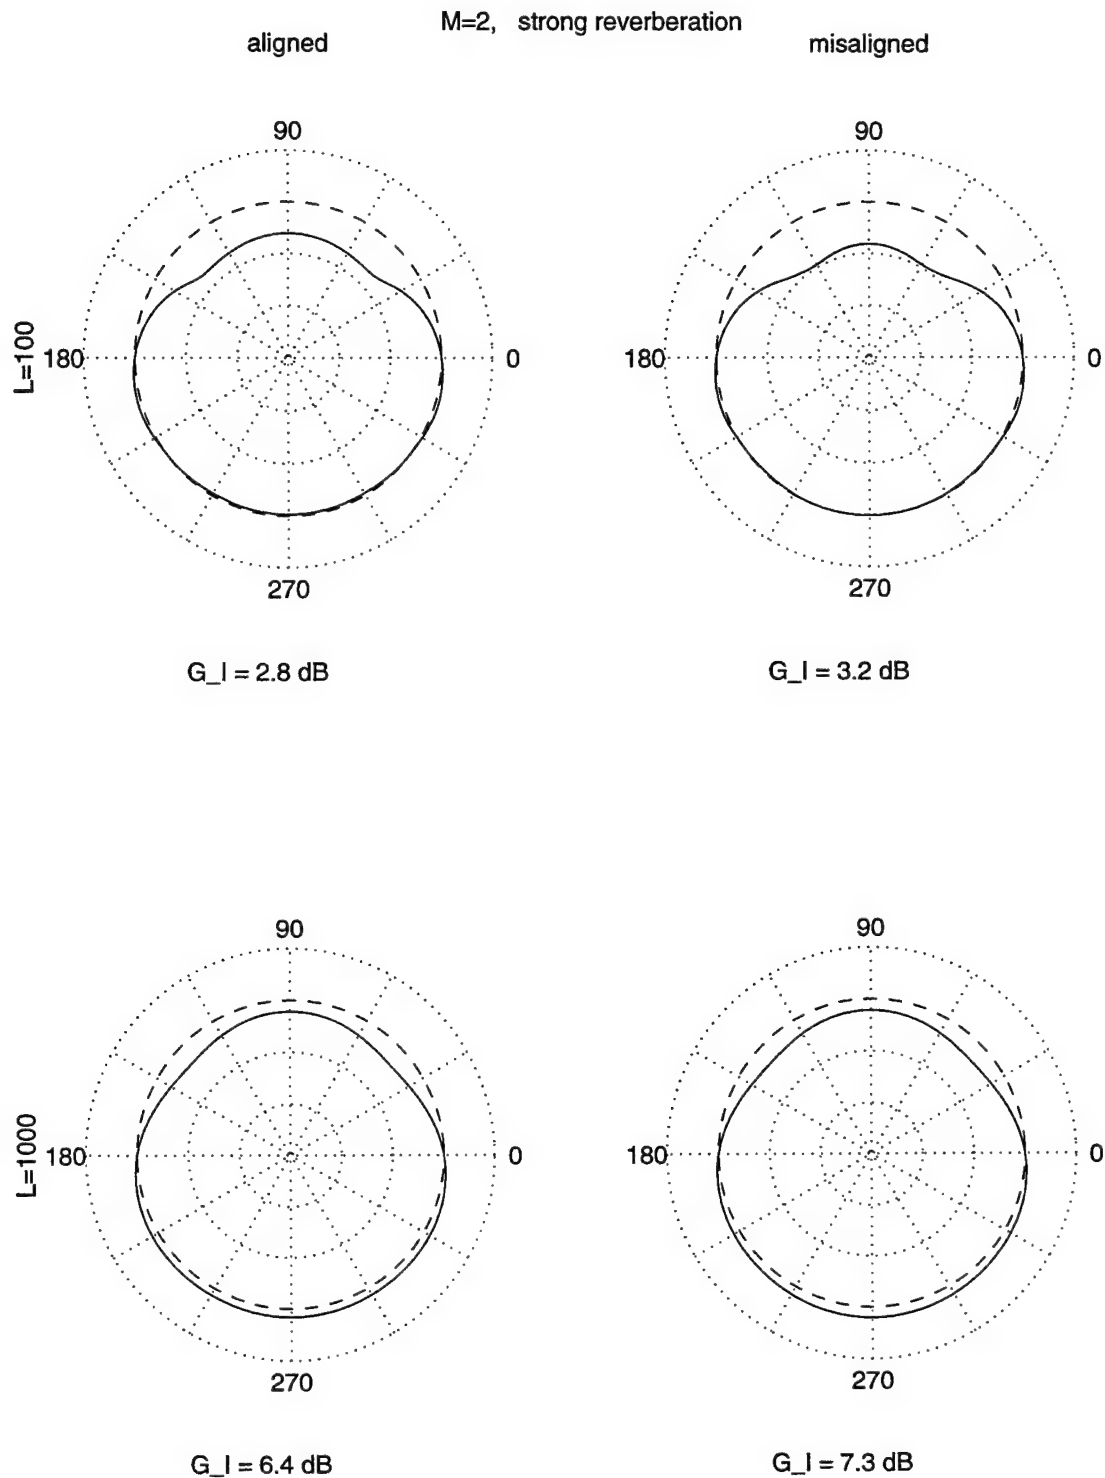 M=2, strong reverberation
aligned
misaligned
90
90
L=100
180
0
180
0
270
270
G_I = 2.8 dB
G_I = 3.2 dB
90
90
L=1000
180
0
180
0
270
270
G_I = 6.4 dB
G_I = 7.3 dB